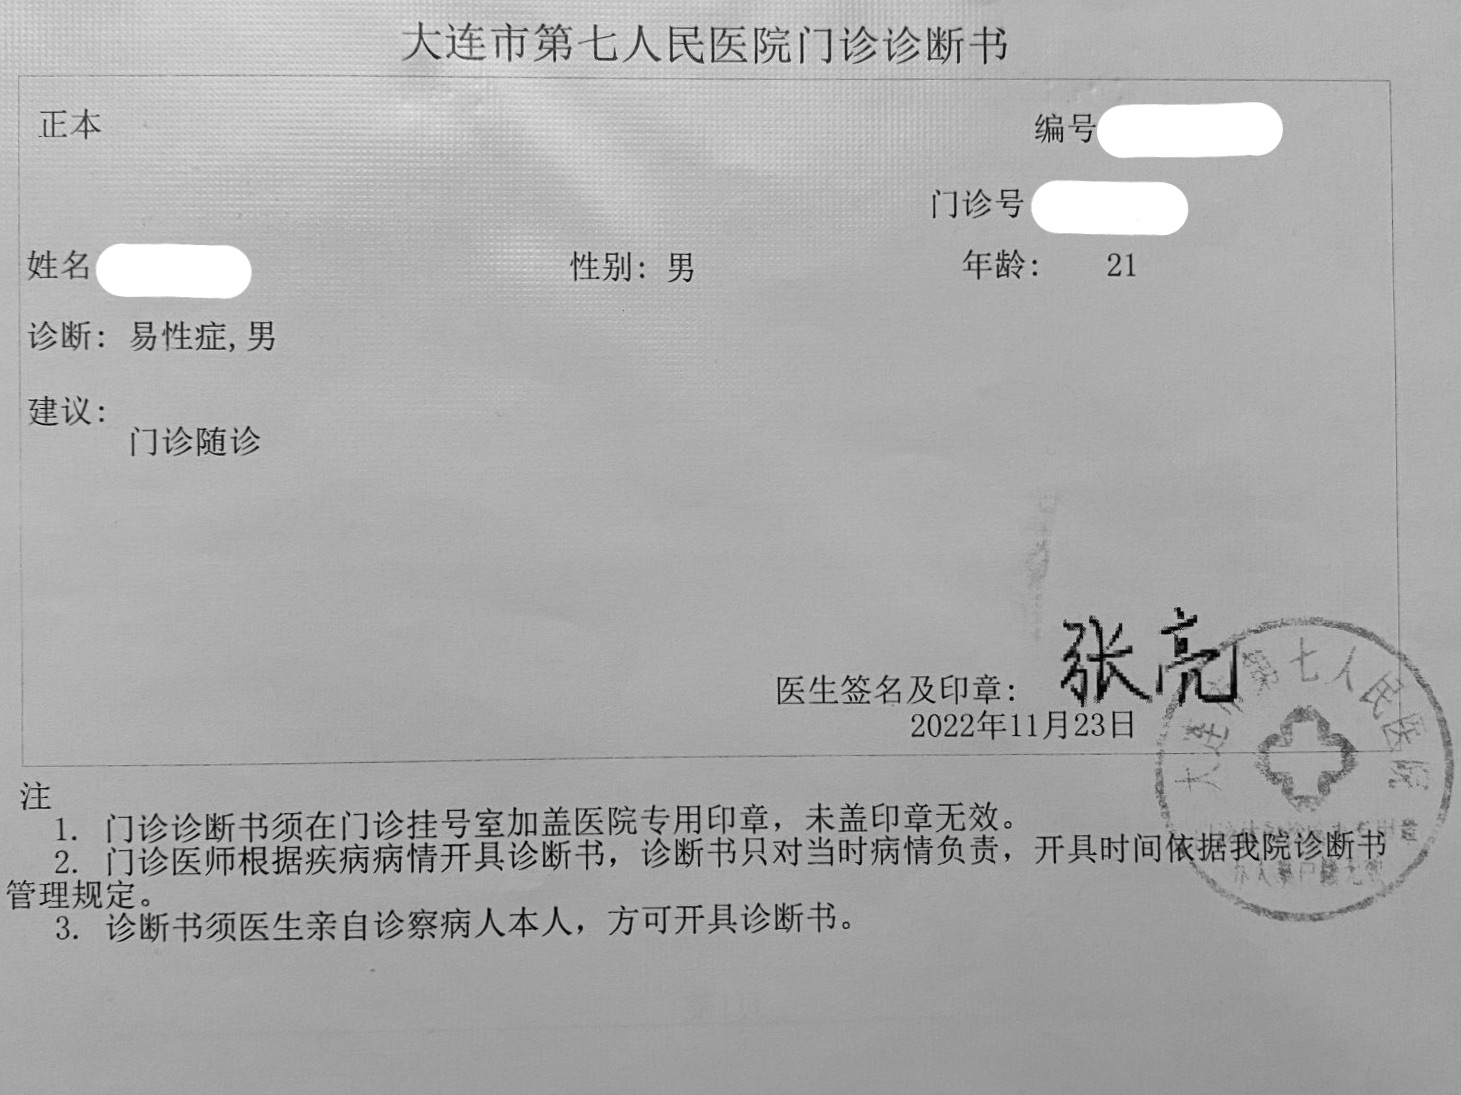 大连市第七人民医院门诊诊断书
正本
编号
门诊号
姓名
性别: 男
年龄: 21
诊断: 易性症,男
建议:
门诊随诊
张亮
医生签名及印章:
2022年11月23日
大连市第七人民医院
注
1. 门诊诊断书须在门诊挂号室加盖医院专用印章，未盖印章无效。
2. 门诊医师根据疾病病情开具诊断书，诊断书只对当时病情负责，开具时间依据我院诊断书
管理规定。
3. 诊断书须医生亲自诊察病人本人，方可开具诊断书。